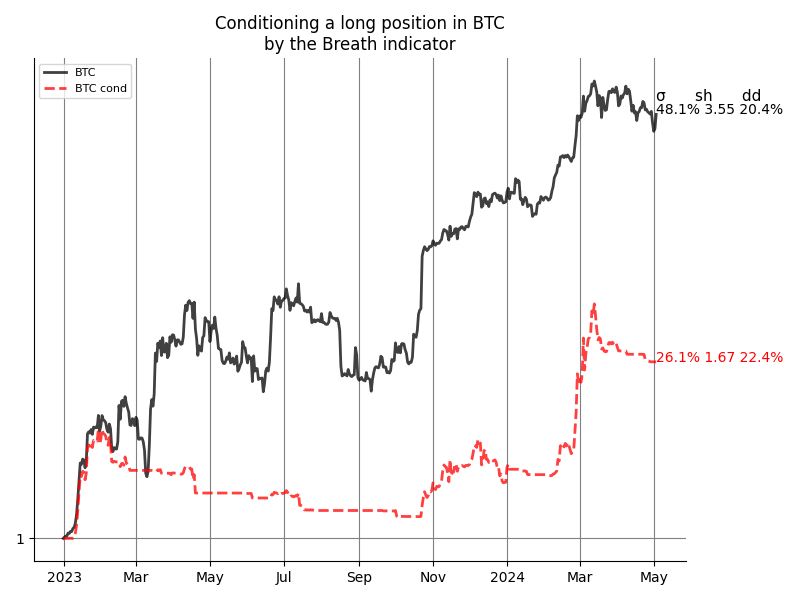 Conditioning a long position in BTC
by the Breath indicator
BTC
BTC cond
σ sh dd
48.1% 3.55 20.4%
26.1% 1.67 22.4%
1
2023 Mar May Jul Sep Nov 2024 Mar May